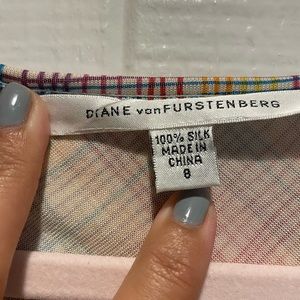 DIANE vonFURSTENBERG
100% SILK
MADE IN
CHINA
8